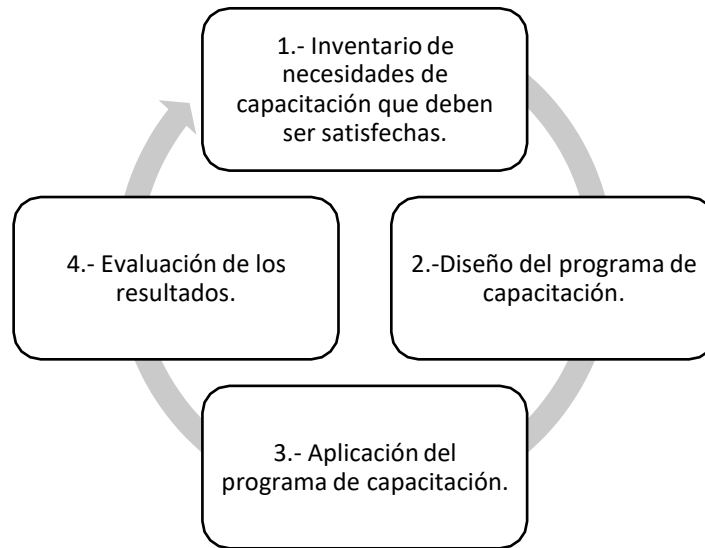 1.- Inventario de
necesidades de
capacitación que deben
ser satisfechas.
2.-Diseño del programa de
capacitación.
3.- Aplicación del
programa de capacitación.
4.- Evaluación de los
resultados.